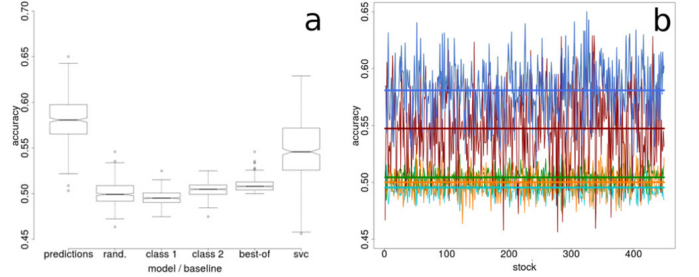 a
0.70
0.65
0.60
0.55
0.50
0.45
accuracy
predictions rand. class 1 class 2 best-of svc
model / baseline
b
0.65
0.60
0.55
0.50
0.45
accuracy
0 100 200 300 400
stock